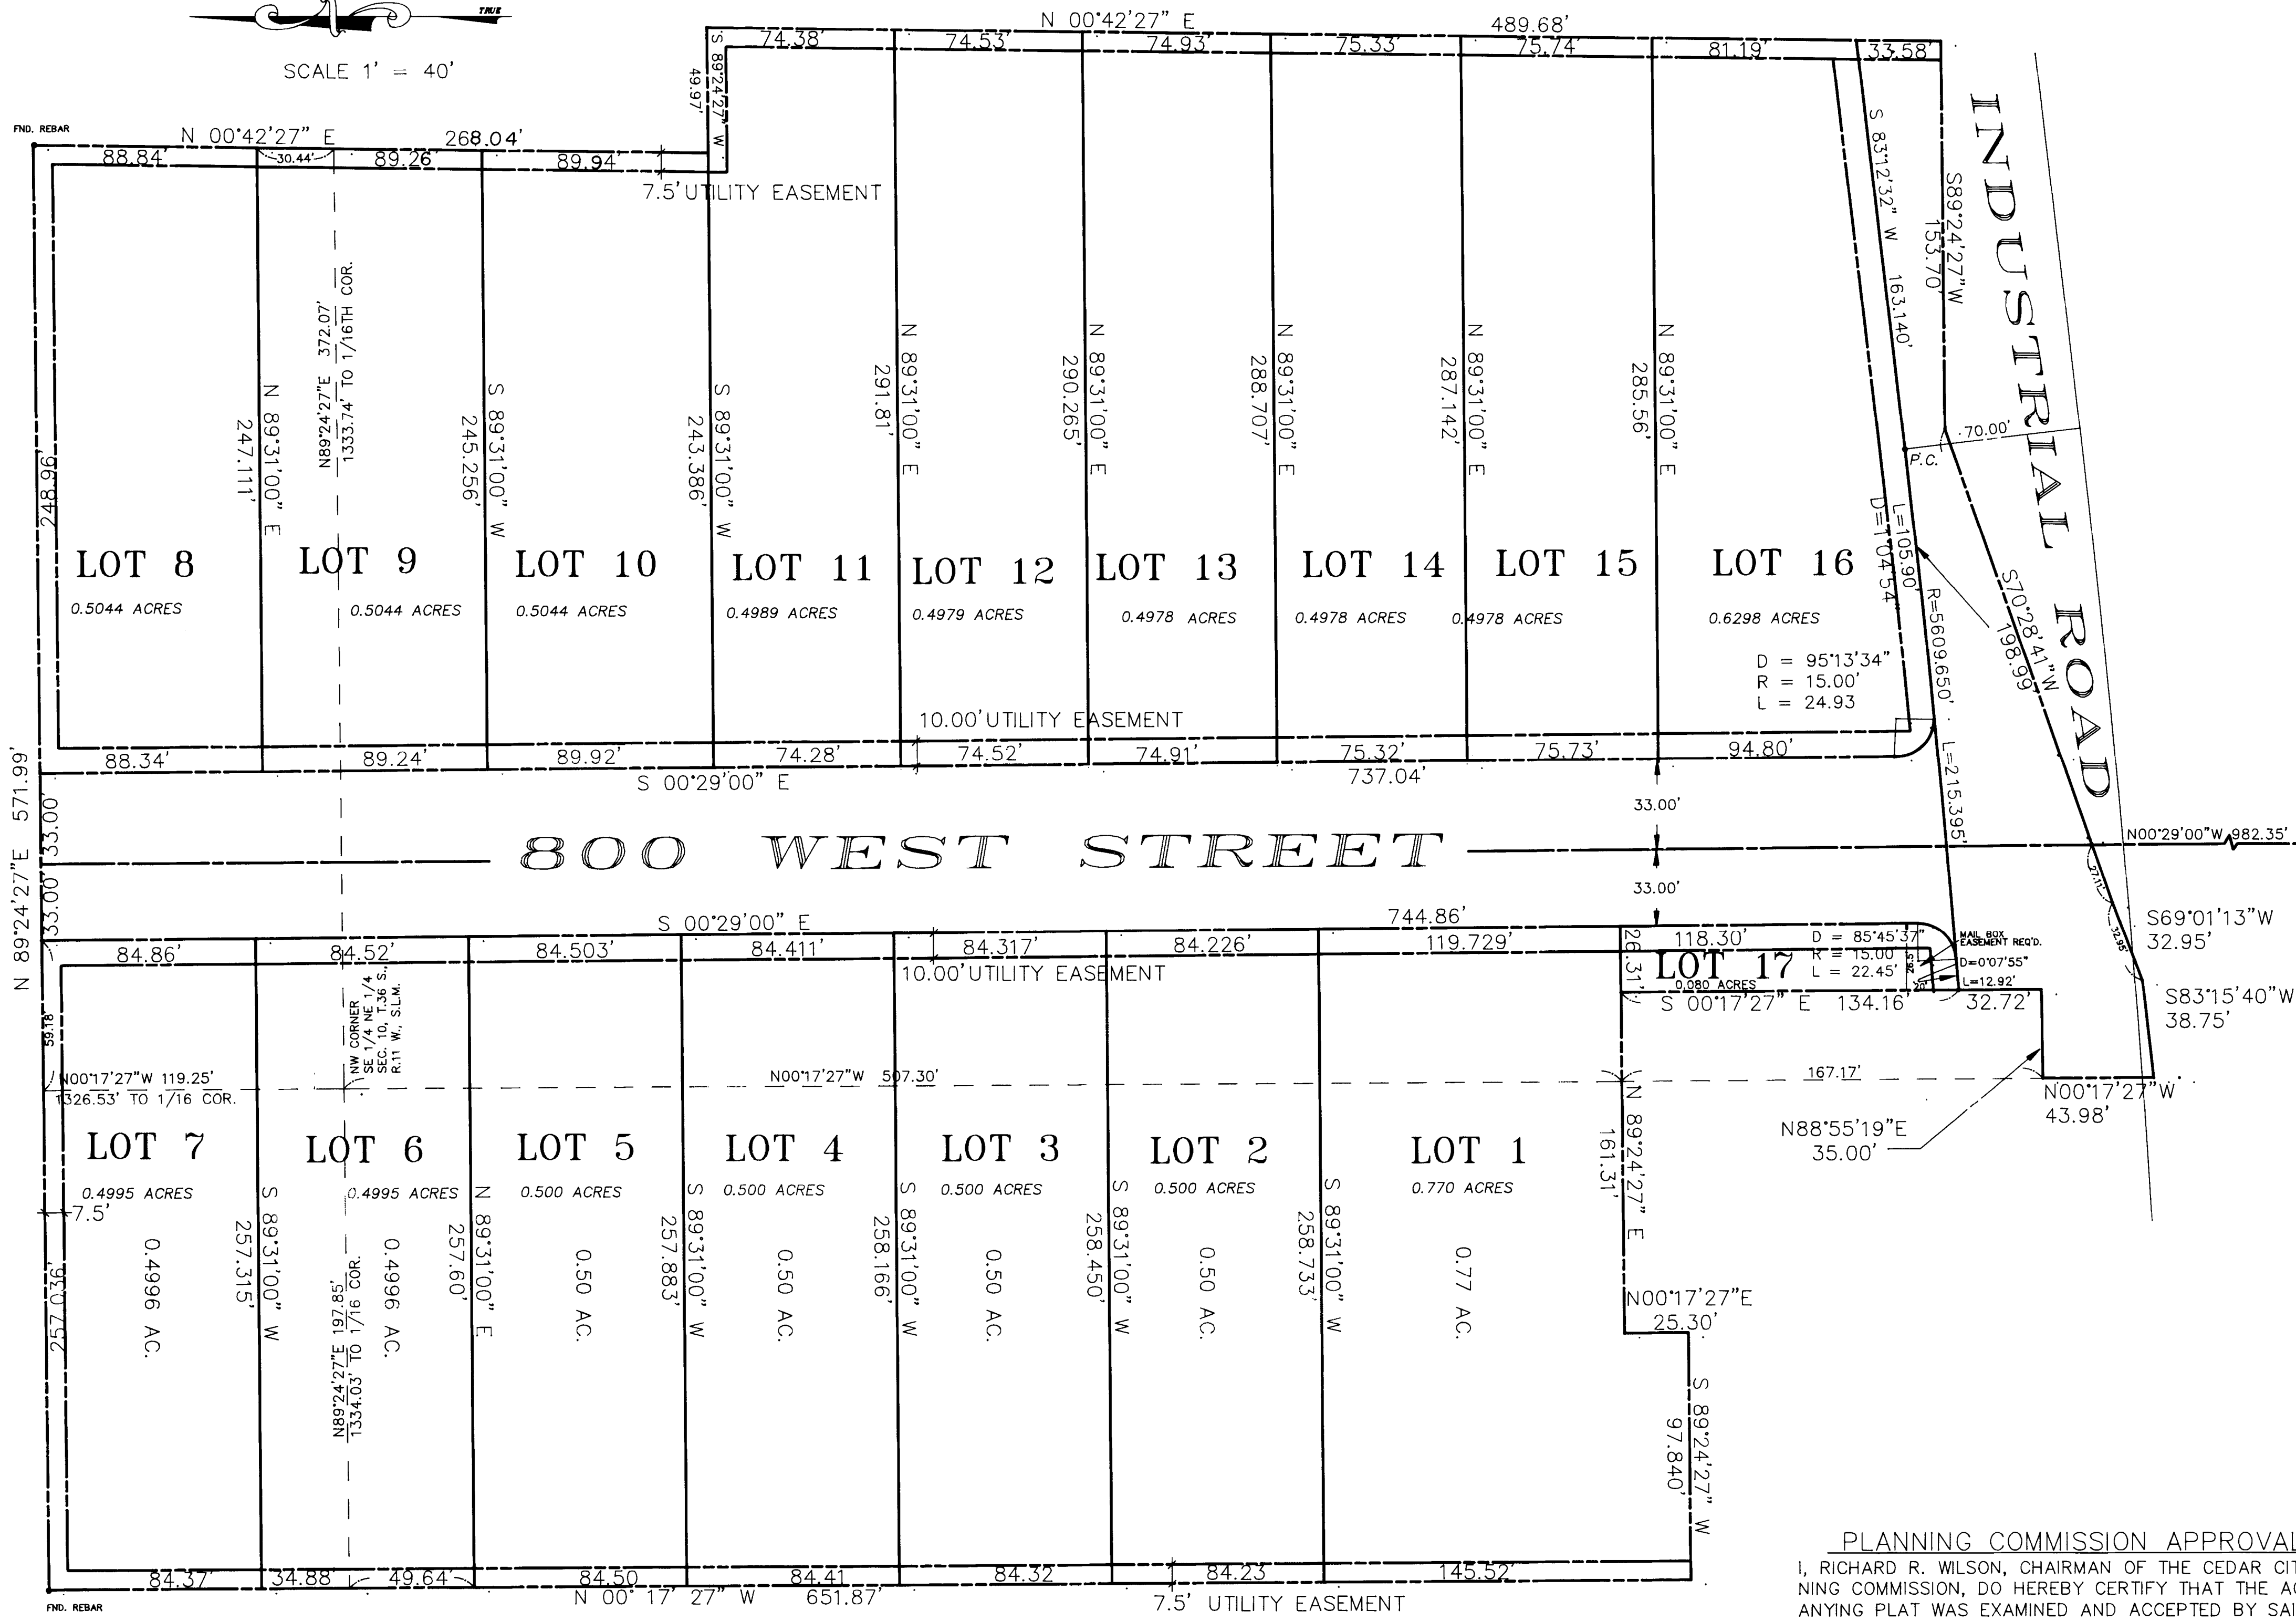 TRUE
SCALE 1' = 40'
N 00°42'27" E
489.68'
74.38'
74.53'
74.93'
75.33'
75.74'
81.19'
33.58'
S 89°24'27" W
49.97'
FND. REBAR
N 00°42'27" E
268.04'
88.84'
30.44'
89.26'
89.94'
7.5' UTILITY EASEMENT
S 83°12'32" W 163.140'
S89°24'27"W
153.70'
INDUSTRIAL ROAD
N89°24'27"E 372.07'
1333.74' TO 1/16TH COR.
248.96'
N 89°31'00" E
247.111'
S 89°31'00" W
245.256'
S 89°31'00" W
243.386'
N 89°31'00" E
291.81'
N 89°31'00" E
290.265'
N 89°31'00" E
288.707'
N 89°31'00" E
287.142'
N 89°31'00" E
285.56'
70.00'
P.C.
L=105.90'
D=1°04'54"
R=5609.650'
L=215.395'
S70°28'41"W
198.99'
LOT 8
0.5044 ACRES
LOT 9
0.5044 ACRES
LOT 10
0.5044 ACRES
LOT 11
0.4989 ACRES
LOT 12
0.4979 ACRES
LOT 13
0.4978 ACRES
LOT 14
0.4978 ACRES
LOT 15
0.4978 ACRES
LOT 16
0.6298 ACRES
D = 95°13'34"
R = 15.00'
L = 24.93
10.00' UTILITY EASEMENT
88.34'
89.24'
89.92'
74.28'
74.52'
74.91'
75.32'
75.73'
94.80'
S 00°29'00" E
737.04'
N 89°24'27"E 571.99'
33.00'
33.00'
33.00'
33.00'
800 WEST STREET
N00°29'00"W 982.35'
27.11'
32.95'
S69°01'13"W
32.95'
S83°15'40"W
38.75'
S 00°29'00" E
744.86'
84.86'
84.52'
84.503'
84.411'
84.317'
84.226'
119.729'
10.00' UTILITY EASEMENT
26.31'
118.30'
LOT 17
0.080 ACRES
D = 85°45'37"
R = 15.00'
L = 22.45'
MAIL BOX
EASEMENT REQ'D.
D=0°07'55"
L=12.92'
S 00°17'27" E 134.16'
32.72'
59.18'
NW CORNER
SE 1/4 NE 1/4
SEC. 10, T.36 S.,
R.11 W., S.L.M.
N00°17'27"W 119.25'
1326.53' TO 1/16 COR.
N00°17'27"W 507.30'
167.17'
N00°17'27"W
43.98'
N88°55'19"E
35.00'
N 89°24'27" E
161.31'
LOT 7
0.4995 ACRES
LOT 6
0.4995 ACRES
LOT 5
0.500 ACRES
LOT 4
0.500 ACRES
LOT 3
0.500 ACRES
LOT 2
0.500 ACRES
LOT 1
0.770 ACRES
7.5'
257.036'
0.4996 AC.
S 89°31'00" W
257.315'
N89°24'27"E 197.85'
1334.03' TO 1/16 COR.
0.4996 AC.
N 89°31'00" E
257.60'
0.50 AC.
S 89°31'00" W
257.883'
0.50 AC.
S 89°31'00" W
258.166'
0.50 AC.
S 89°31'00" W
258.450'
0.50 AC.
S 89°31'00" W
258.733'
0.77 AC.
N00°17'27"E
25.30'
S 89°24'27" W
97.840'
84.37'
34.88
49.64'
84.50
84.41
84.32
84.23'
145.52'
N 00° 17' 27" W 651.87'
7.5' UTILITY EASEMENT
FND. REBAR
PLANNING COMMISSION APPROVAL
I, RICHARD R. WILSON, CHAIRMAN OF THE CEDAR CIT
NING COMMISSION, DO HEREBY CERTIFY THAT THE AC
ANYING PLAT WAS EXAMINED AND ACCEPTED BY SAI